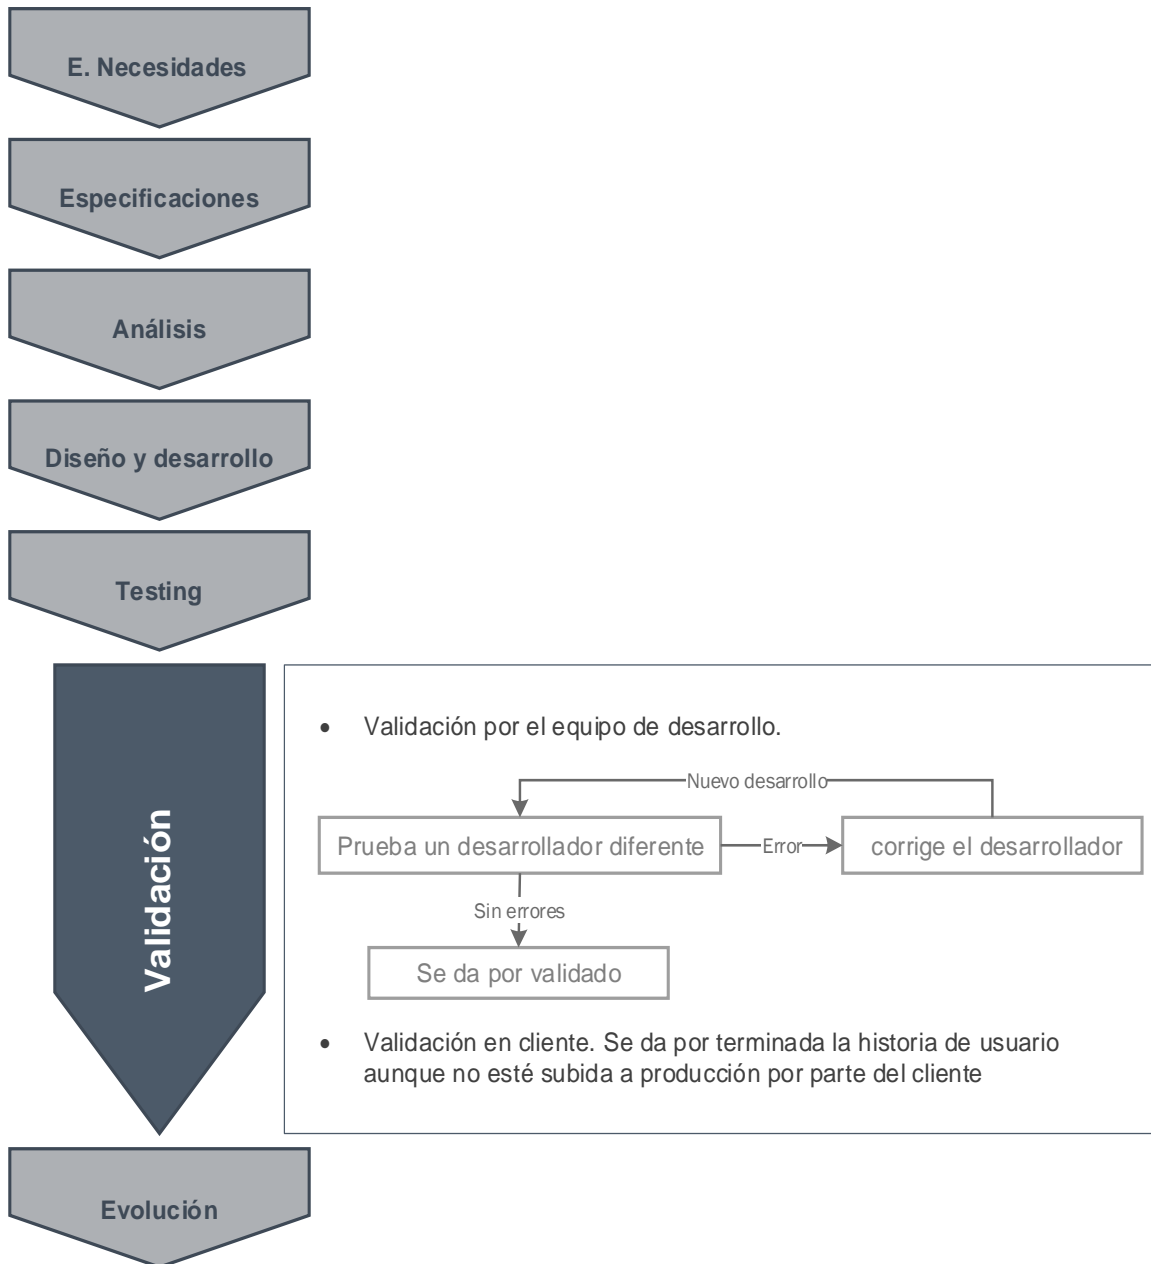 E. Necesidades
Especificaciones
Análisis
Diseño y desarrollo
Testing
Validación
• Validación por el equipo de desarrollo.
Nuevo desarrollo
Prueba un desarrollador diferente
Error
corrige el desarrollador
Sin errores
Se da por validado
• Validación en cliente. Se da por terminada la historia de usuario
aunque no esté subida a producción por parte del cliente
Evolución